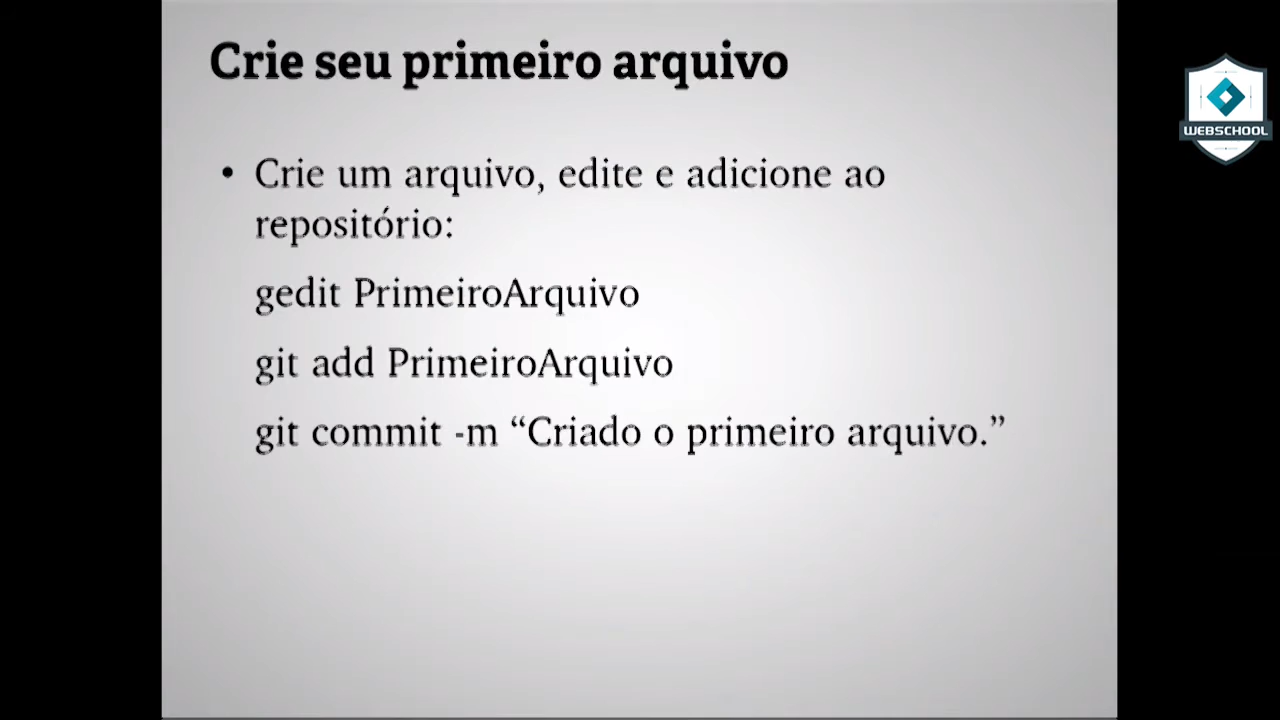 Crie seu primeiro arquivo
• Crie um arquivo, edite e adicione ao
repositório:
gedit PrimeiroArquivo
git add PrimeiroArquivo
git commit -m “Criado o primeiro arquivo.”
WEBSCHOOL